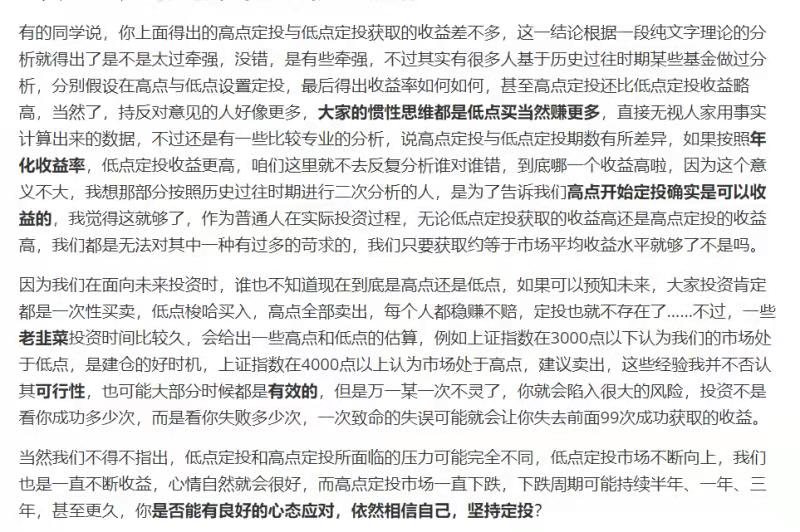 有的同学说，你上面得出的高点定投与低点定投获取的收益差不多，这一结论根据一段纯文字理论的分
析就得出了是不是太过牵强，没错，是有些牵强，不过其实有很多人基于历史过往时期某些基金做过分
析，分别假设在高点与低点设置定投，最后得出收益率如何如何，甚至高点定投还比低点定投收益略
高，当然了，持反对意见的人好像更多，大家的惯性思维都是低点买当然赚更多，直接无视人家用事实
计算出来的数据，不过还是有一些比较专业的分析，说高点定投与低点定投期数有所差异，如果按照年
化收益率，低点定投收益更高，咱们这里就不去反复分析谁对谁错，到底哪一个收益高啦，因为这个意
义不大，我想那部分按照历史过往时期进行二次分析的人，是为了告诉我们高点开始定投确实是可以收
益的，我觉得这就够了，作为普通人在实际投资过程，无论低点定投获取的收益高还是高点定投的收益
高，我们都是无法对其中一种有过多的苛求的，我们只要获取约等于市场平均收益水平就够了不是吗。
因为我们在面向未来投资时，谁也不知道现在到底是高点还是低点，如果可以预知未来，大家投资肯定
都是一次性买卖，低点梭哈买入，高点全部卖出，每个人都稳赚不赔，定投也就不存在了......不过，一些
老韭菜投资时间比较久，会给出一些高点和低点的估算，例如上证指数在3000点以下认为我们的市场处
于低点，是建仓的好时机，上证指数在4000点以上认为市场处于高点，建议卖出，这些经验我并不否认
其可行性，也可能大部分时候都是有效的，但是万一某一次不灵了，你就会陷入很大的风险，投资不是
看你成功多少次，而是看你失败多少次，一次致命的失误可能就会让你失去前面99次成功获取的收益。
当然我们不得不指出，低点定投和高点定投所面临的压力可能完全不同，低点定投市场不断向上，我们
也是一直不断收益，心情自然就会很好，而高点定投市场一直下跌，下跌周期可能持续半年、一年、三
年，甚至更久，你是否能有良好的心态应对，依然相信自己，坚持定投？